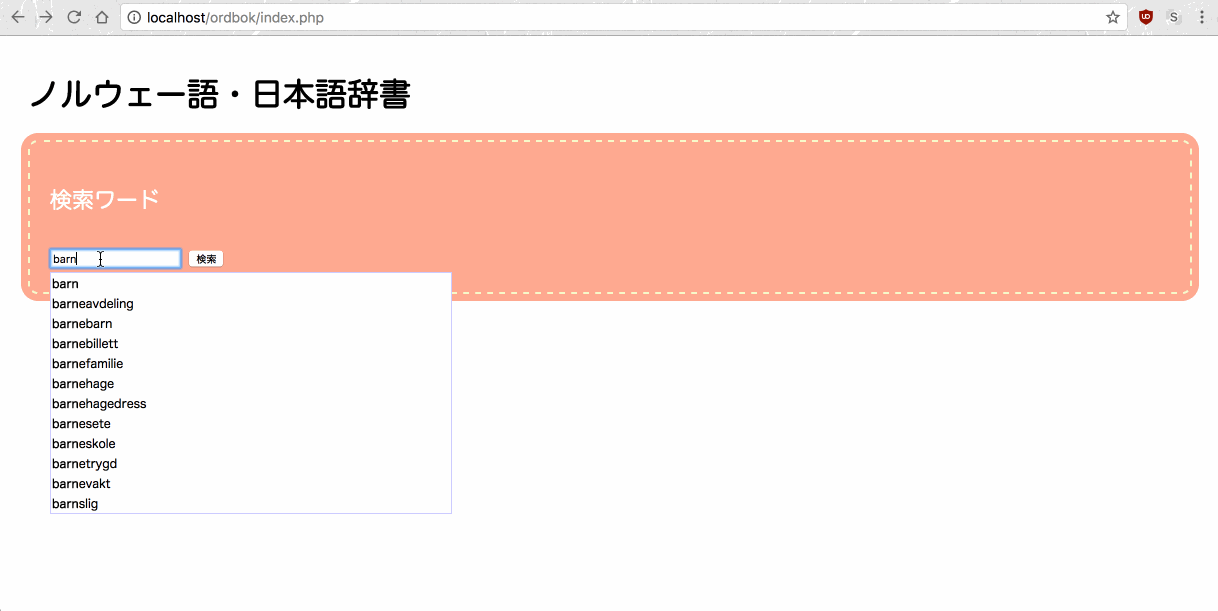 localhost/ordbok/index.php
S
ノルウェー語・日本語辞書
検索ワード
barn 検索
barn
barneavdeling
barnebarn
barnebillett
barnefamilie
barnehage
barnehagedress
barnesete
barneskole
barnetrygd
barnevakt
barnslig